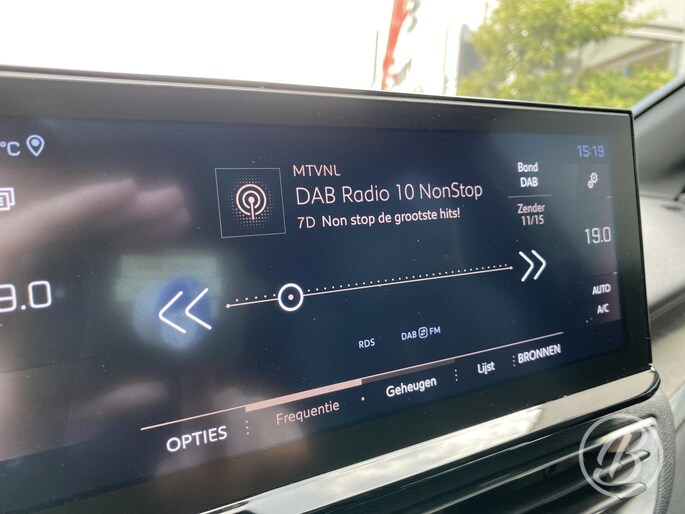 °C
15:19
MTVNL
DAB Radio 10 NonStop
7D Non stop de grootste hits!
Band
DAB
Zender
11/15
9.0
19.0
AUTO
A/C
RDS
DAB FM
OPTIES
Frequentie
Geheugen
Lijst
BRONNEN
B